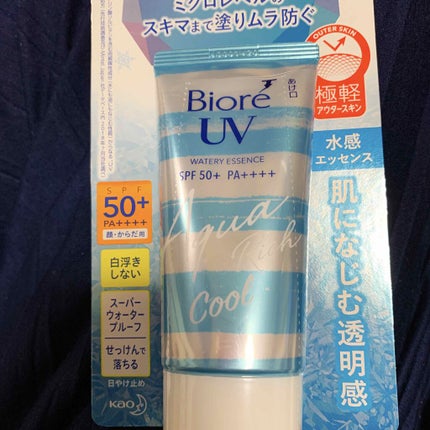 ミクロレベルの
スキマまで塗りムラ防ぐ
あけ口
Bioré
UV
WATERY ESSENCE
SPF 50+ PA++++
Aqua
Rich
Cool
OUTER SKIN
極軽
アウタースキン
水感
エッセンス
肌になじむ透明感
SPF
50+
PA++++
顔・からだ用
白浮き
しない
スーパー
ウォーター
プルーフ
せっけんで
落ちる
日やけ止め
Kao